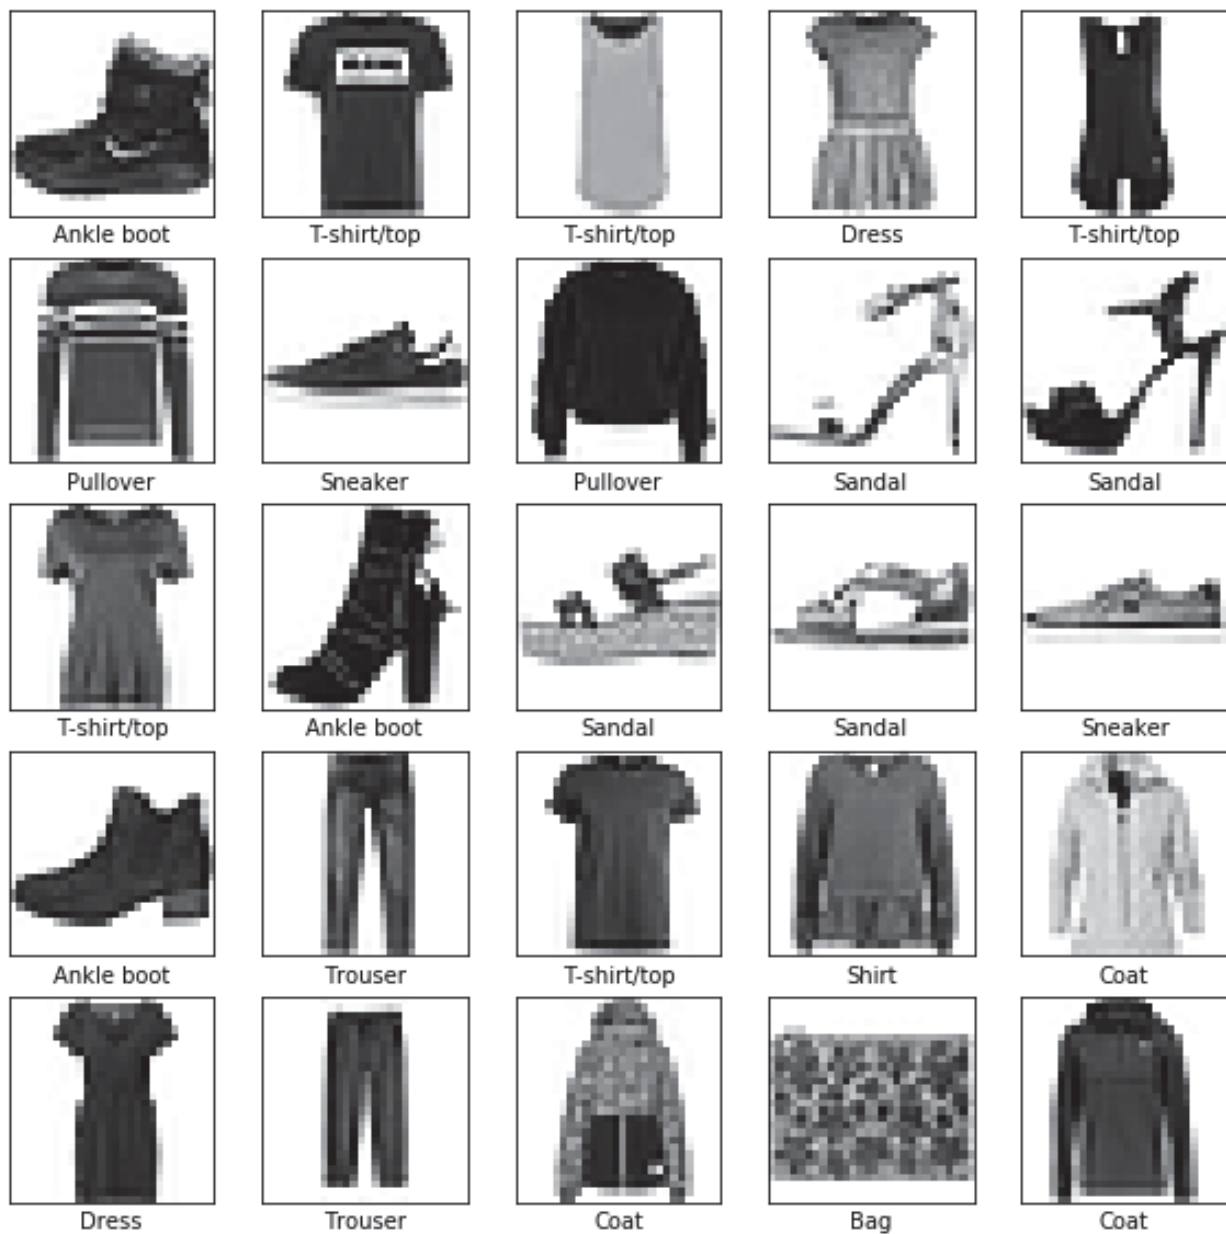 Ankle boot T-shirt/top T-shirt/top Dress T-shirt/top
Pullover Sneaker Pullover Sandal Sandal
T-shirt/top Ankle boot Sandal Sandal Sneaker
Ankle boot Trouser T-shirt/top Shirt Coat
Dress Trouser Coat Bag Coat